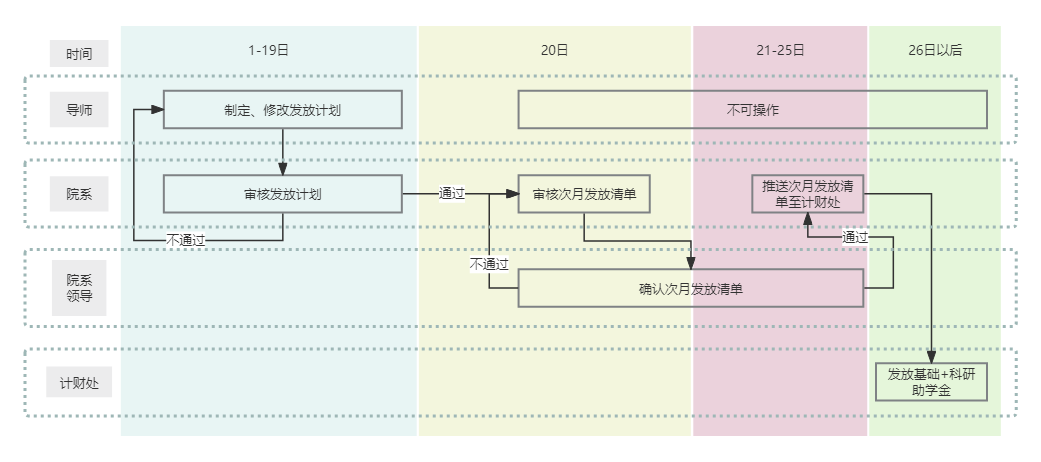 时间
1-19日
20日
21-25日
26日以后
导师
制定、修改发放计划
不可操作
院系
审核发放计划
通过
审核次月发放清单
推送次月发放清
单至计财处
不通过
通过
不通过
院系
领导
确认次月发放清单
计财处
发放基础+科研
助学金